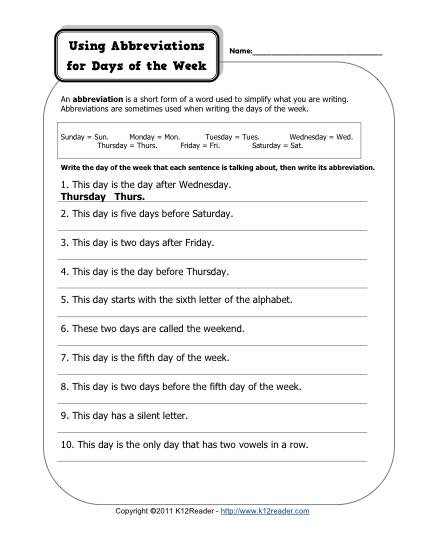 Using Abbreviations
for Days of the Week
Name:______________________________
An abbreviation is a short form of a word used to simplify what you are writing.
Abbreviations are sometimes used when writing the days of the week.
Sunday = Sun. Monday = Mon. Tuesday = Tues. Wednesday = Wed.
Thursday = Thurs. Friday = Fri. Saturday = Sat.
Write the day of the week that each sentence is talking about, then write its abbreviation.
1. This day is the day after Wednesday.
Thursday Thurs.
2. This day is five days before Saturday.
3. This day is two days after Friday.
4. This day is the day before Thursday.
5. This day starts with the sixth letter of the alphabet.
6. These two days are called the weekend.
7. This day is the fifth day of the week.
8. This day is two days before the fifth day of the week.
9. This day has a silent letter.
10. This day is the only day that has two vowels in a row.
Copyright ©2011 K12Reader - http://www.k12reader.com